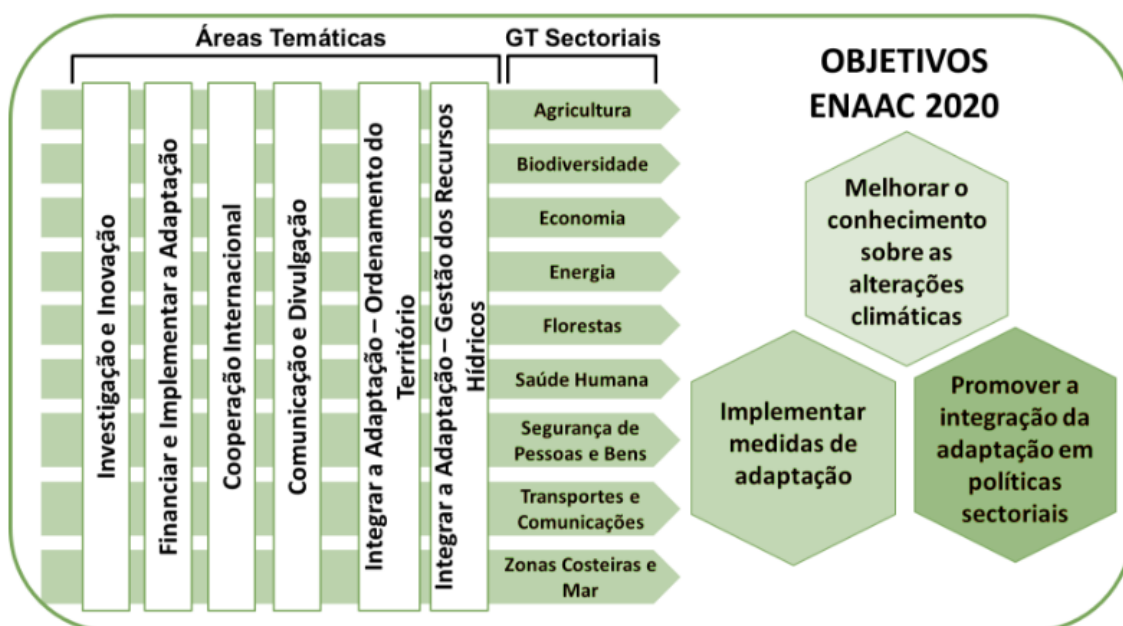 Áreas Temáticas
GT Sectoriais
Investigação e Inovação
Financiar e Implementar a Adaptação
Cooperação Internacional
Comunicação e Divulgação
Integrar a Adaptação – Ordenamento do
Território
Integrar a Adaptação – Gestão dos Recursos
Hídricos
Agricultura
Biodiversidade
Economia
Energia
Florestas
Saúde Humana
Segurança de
Pessoas e Bens
Transportes e
Comunicações
Zonas Costeiras e
Mar
OBJETIVOS
ENAAC 2020
Melhorar o
conhecimento
sobre as
alterações
climáticas
Implementar
medidas de
adaptação
Promover a
integração da
adaptação em
políticas
sectoriais